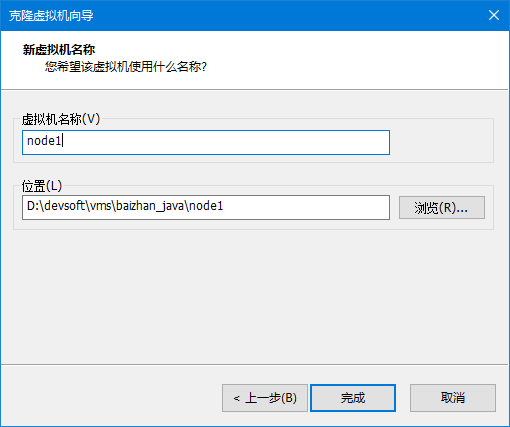 克隆虚拟机向导
新虚拟机名称
您希望该虚拟机使用什么名称?
虚拟机名称(V)
node1
位置(L)
D:\devsoft\vms\baizhan_java\node1
浏览(R)...
< 上一步(B)
完成
取消